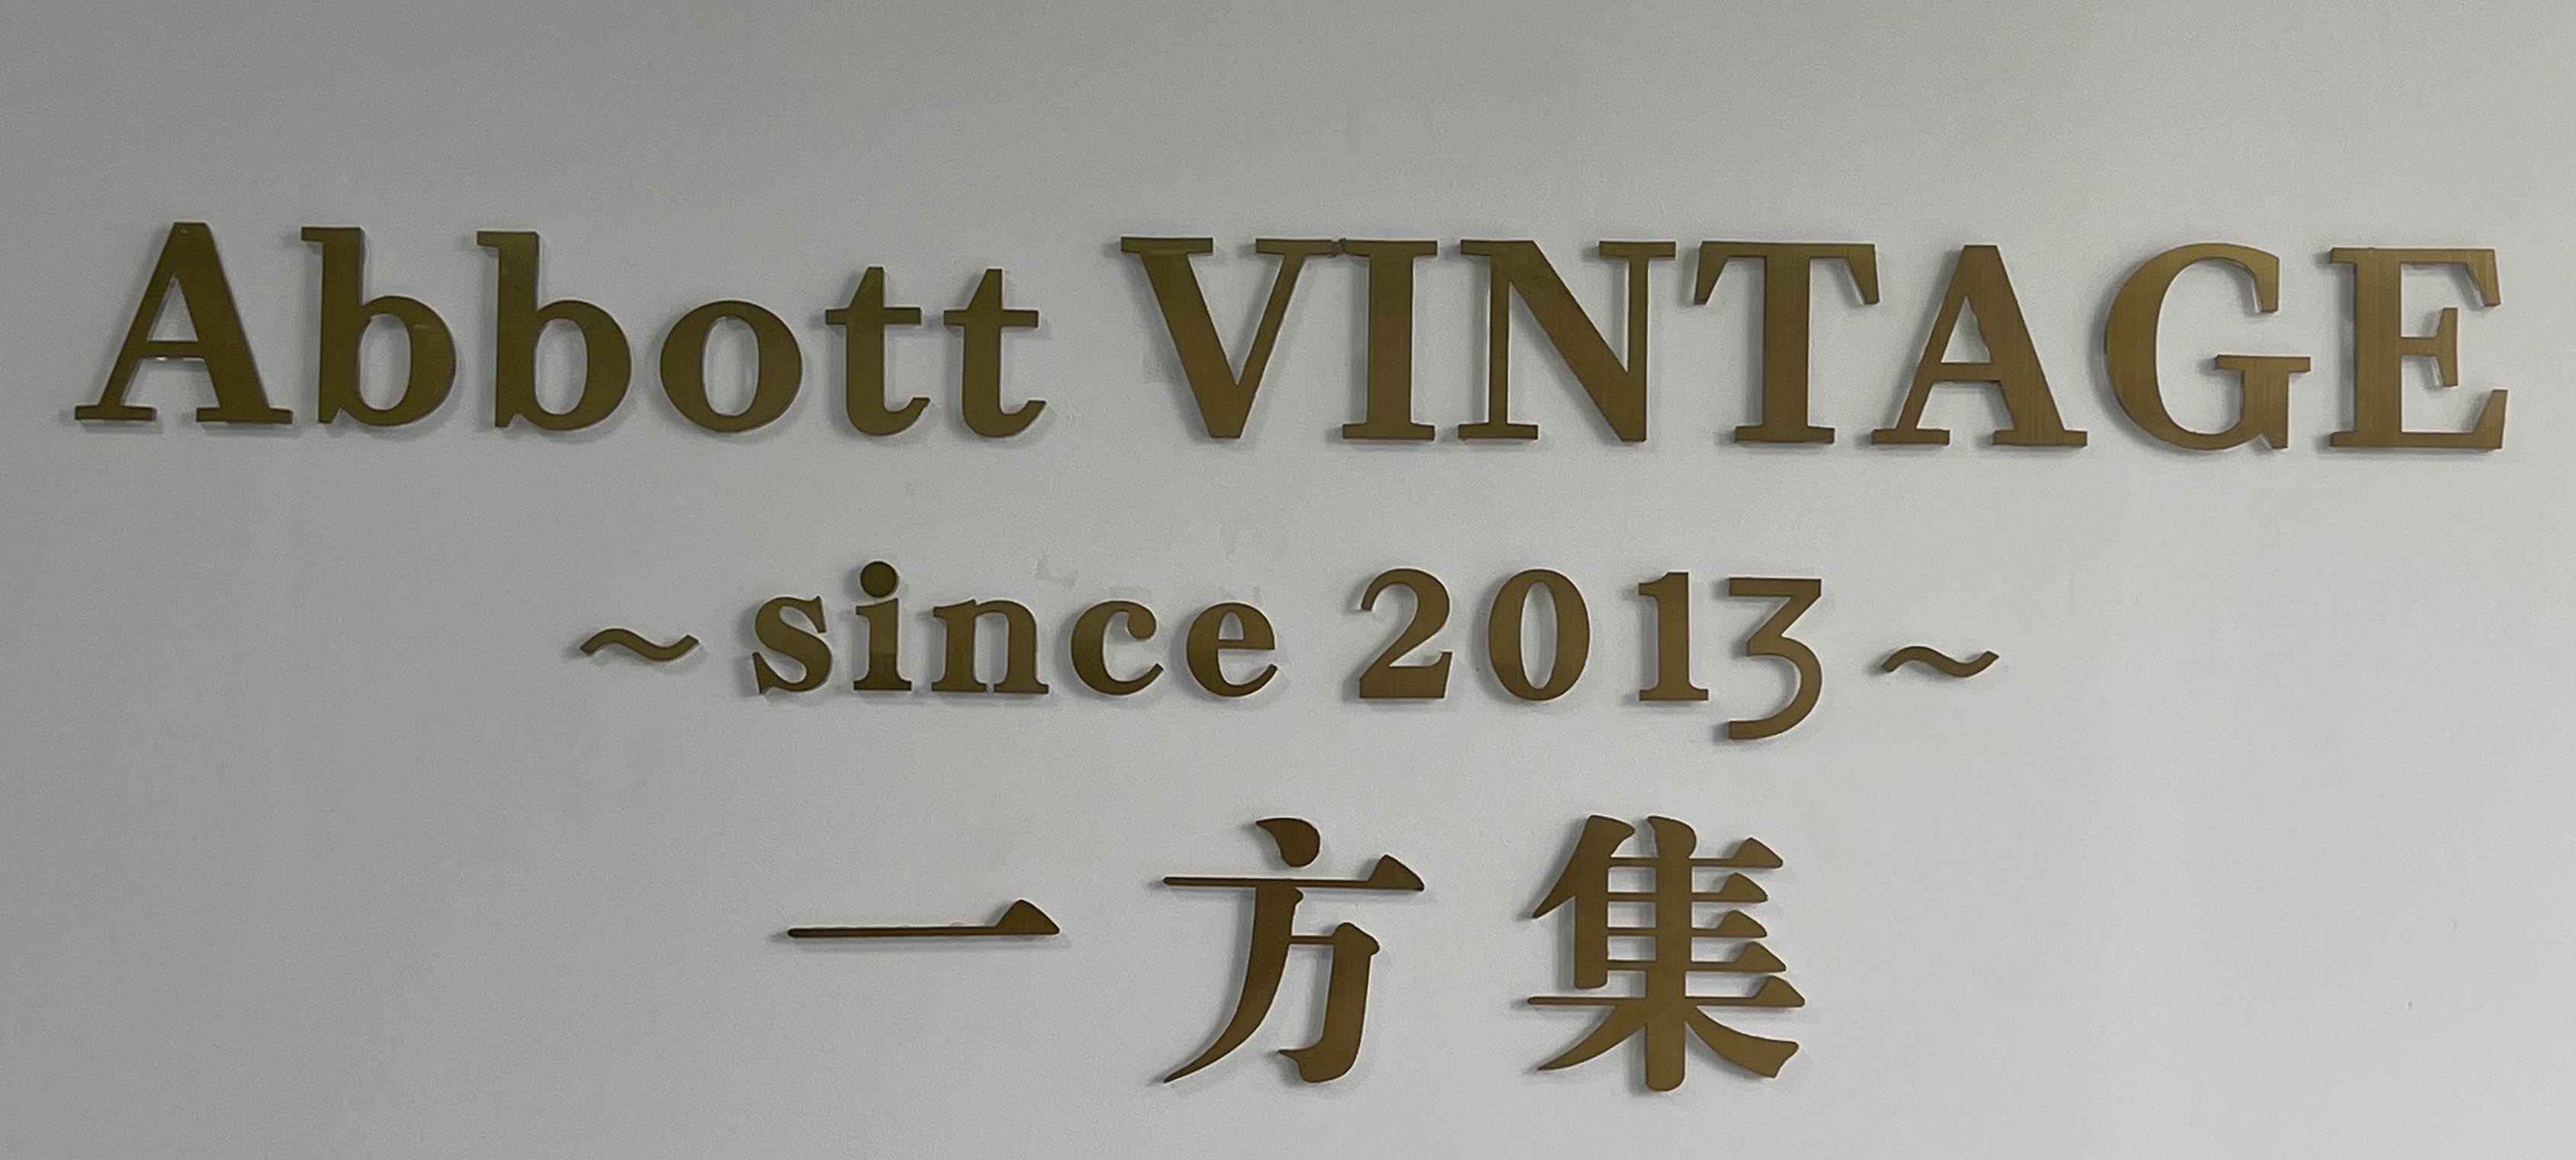 Abbott VINTAGE
~since 2013~
一方集